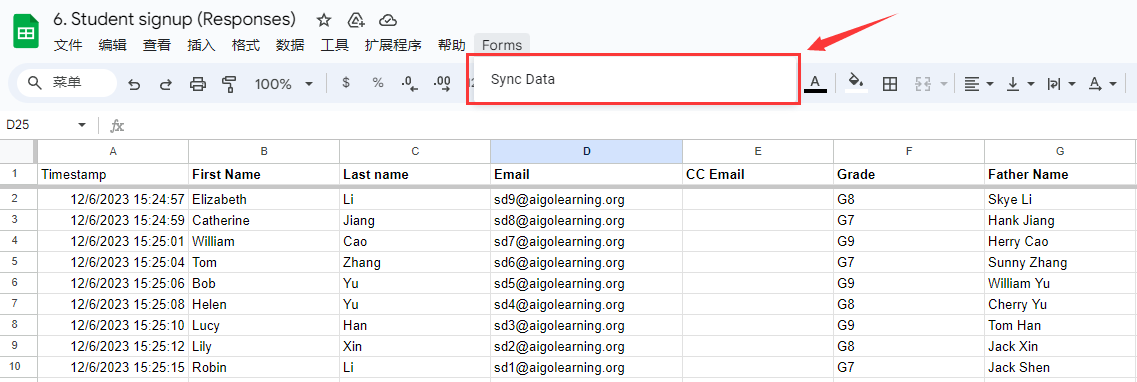 6. Student signup (Responses)
文件 编辑 查看 插入 格式 数据 工具 扩展程序 帮助 Forms
菜单 100% $ % .0 .00 A A
Sync Data
D25 fx
A B C D E F G
1 Timestamp First Name Last name Email CC Email Grade Father Name
2 12/6/2023 15:24:57 Elizabeth Li sd9@aigolearning.org G8 Skye Li
3 12/6/2023 15:24:59 Catherine Jiang sd8@aigolearning.org G7 Hank Jiang
4 12/6/2023 15:25:01 William Cao sd7@aigolearning.org G9 Herry Cao
5 12/6/2023 15:25:04 Tom Zhang sd6@aigolearning.org G7 Sunny Zhang
6 12/6/2023 15:25:06 Bob Yu sd5@aigolearning.org G9 William Yu
7 12/6/2023 15:25:08 Helen Yu sd4@aigolearning.org G8 Cherry Yu
8 12/6/2023 15:25:10 Lucy Han sd3@aigolearning.org G9 Tom Han
9 12/6/2023 15:25:12 Lily Xin sd2@aigolearning.org G8 Jack Xin
10 12/6/2023 15:25:15 Robin Li sd1@aigolearning.org G7 Jack Shen